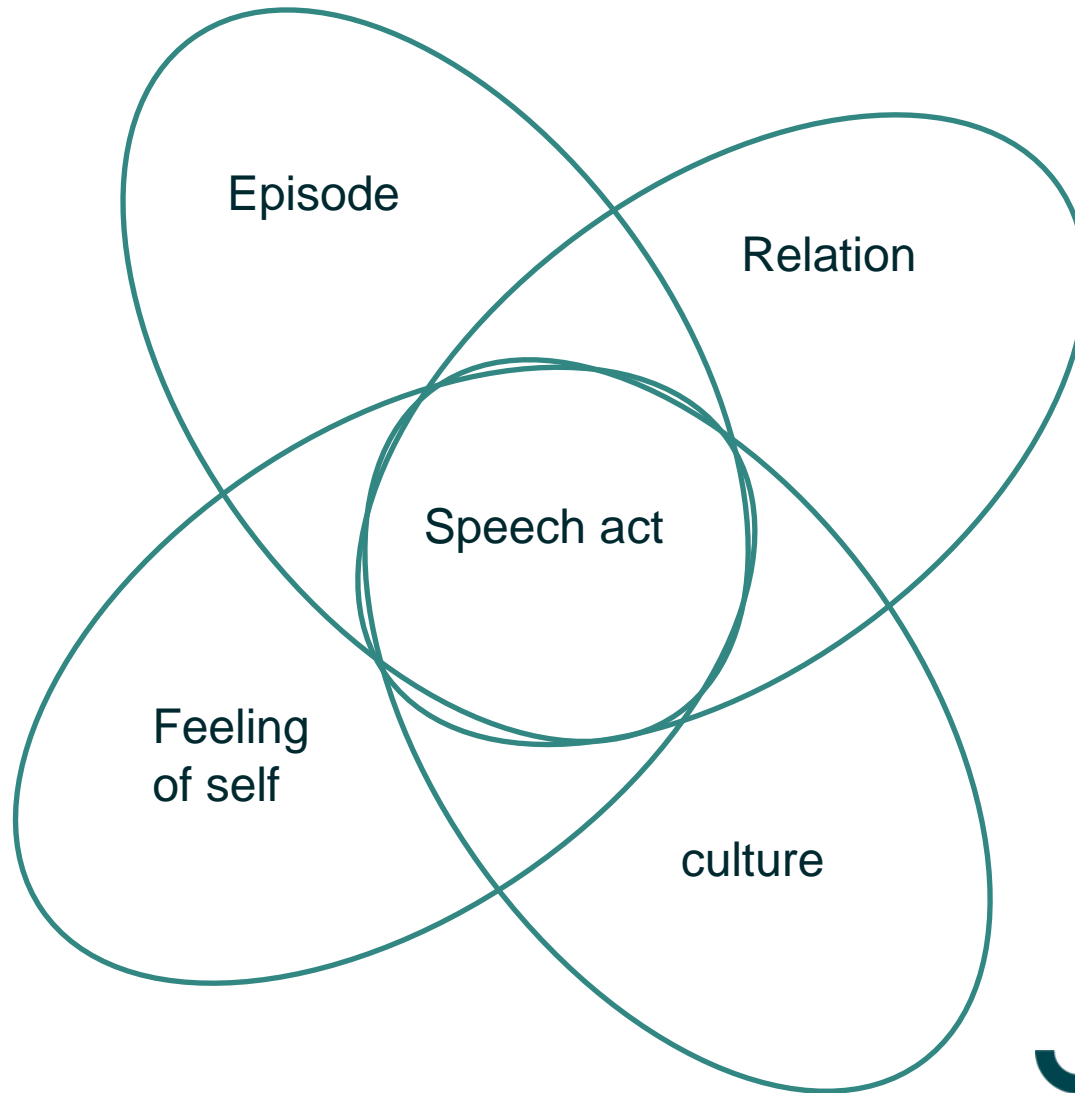 Episode
Relation
Speech act
Feeling
of self
culture